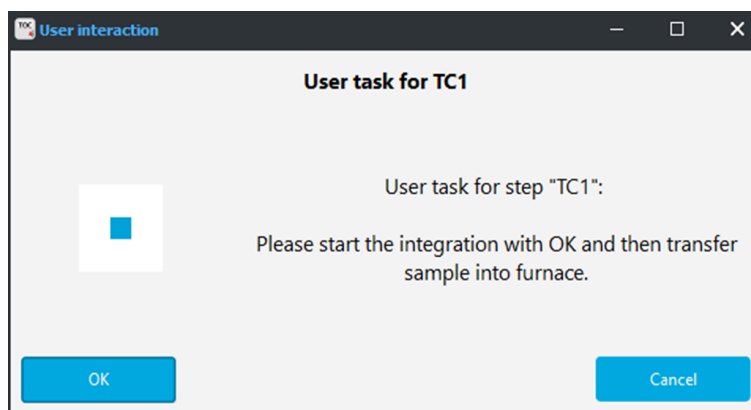 TOC
User interaction
User task for TC1
User task for step "TC1":
Please start the integration with OK and then transfer
sample into furnace.
OK
Cancel